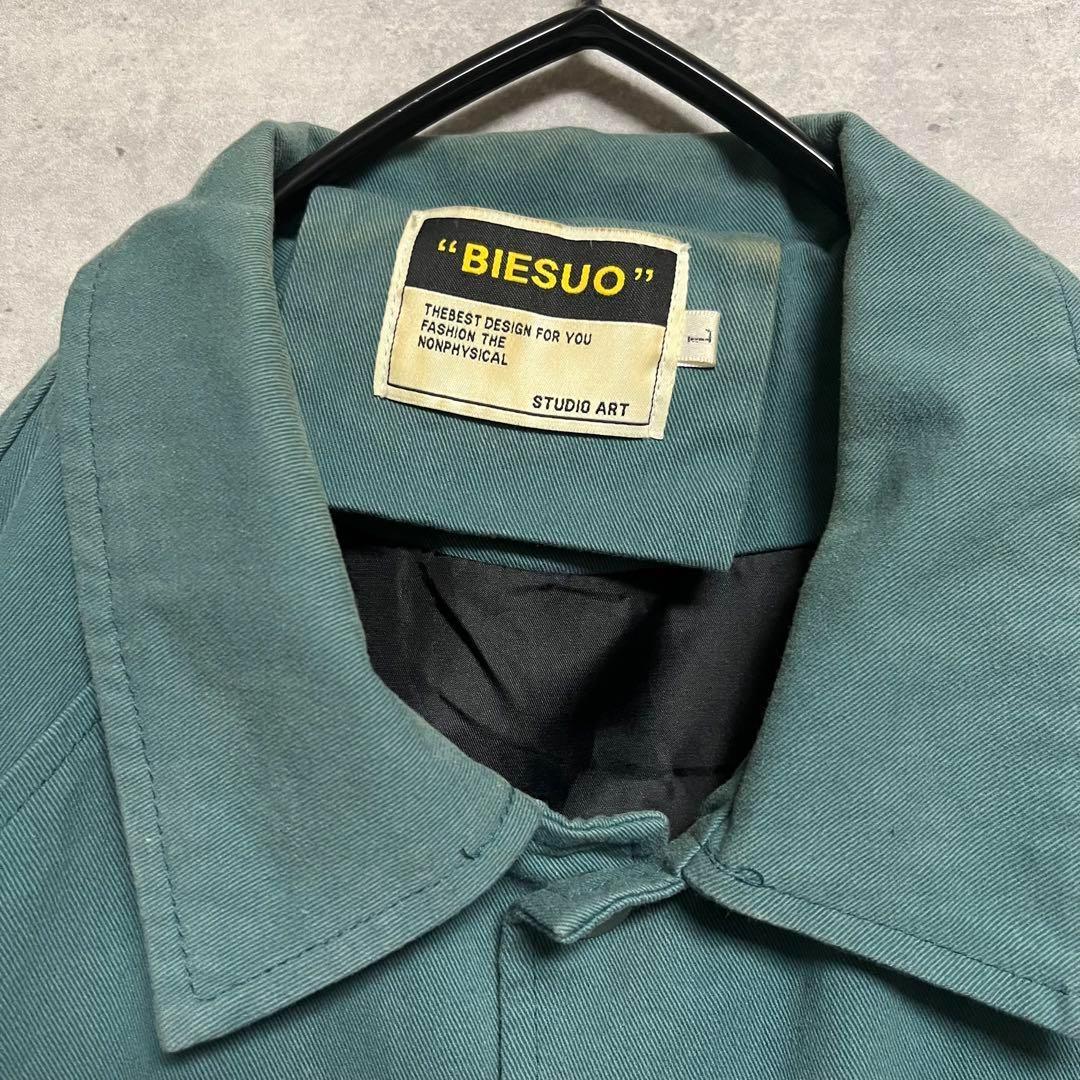 “BIESUO”
THEBEST DESIGN FOR YOU
FASHION THE
NONPHYSICAL
STUDIO ART
L